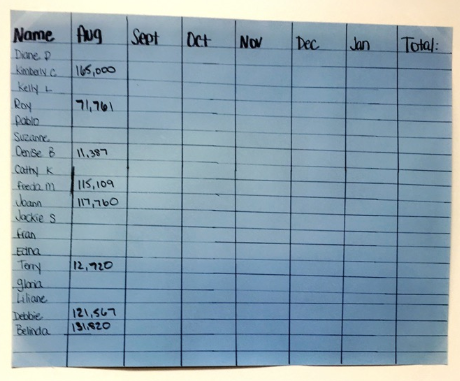 Name Aug Sept Oct Nov Dec Jan Total:
Diane D
Kimberly C. 165,000
Kelly L
Roy 71,761
Pablo
Suzanne
Denise B 11,387
Cathy K
Freda M 115,109
Joann 117,760
Jackie S
Fran
Edna
Terry 12,920
gloria
Liliane
Debbie 121,567
Belinda 131,820